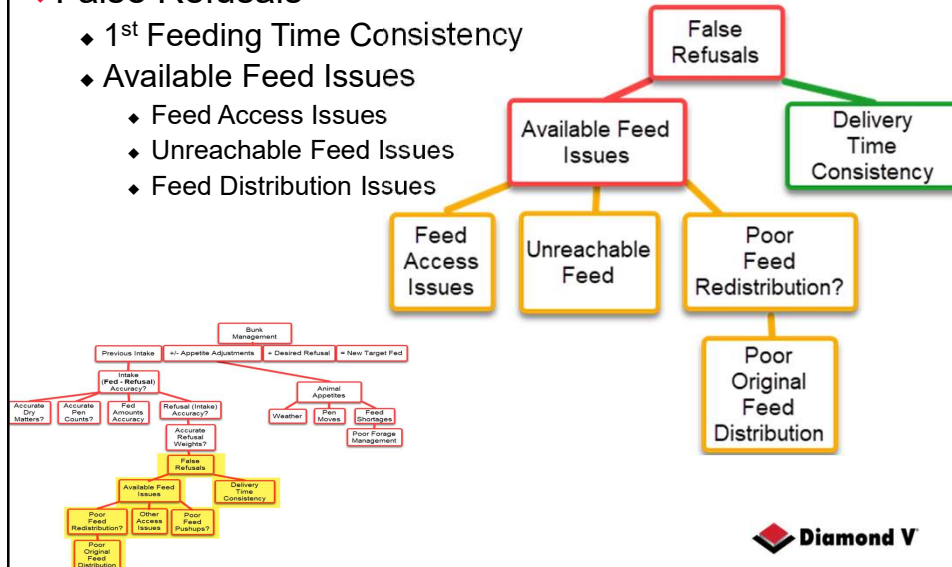 False Refusals
1st Feeding Time Consistency
Available Feed Issues
Feed Access Issues
Unreachable Feed Issues
Feed Distribution Issues
False
Refusals
Available Feed
Issues
Delivery
Time
Consistency
Feed
Access
Issues
Unreachable
Feed
Poor
Feed
Redistribution?
Poor
Original
Feed
Distribution
Bunk
Management
Previous Intake
+/- Appetite Adjustments
+ Desired Refusal
= New Target Fed
Intake
(Fed - Refusal)
Accuracy?
Animal
Appetites
Accurate
Dry
Matters?
Accurate
Pen
Counts?
Fed
Amounts
Accuracy
Refusal (Intake)
Accuracy?
Weather
Pen
Moves
Feed
Shortages
Poor Forage
Management
Accurate
Refusal
Weights?
False
Refusals
Available Feed
Issues
Delivery
Time
Consistency
Poor
Feed
Redistribution?
Other
Access
Issues
Poor
Feed
Pushups?
Poor
Original
Feed
Distribution
Diamond V